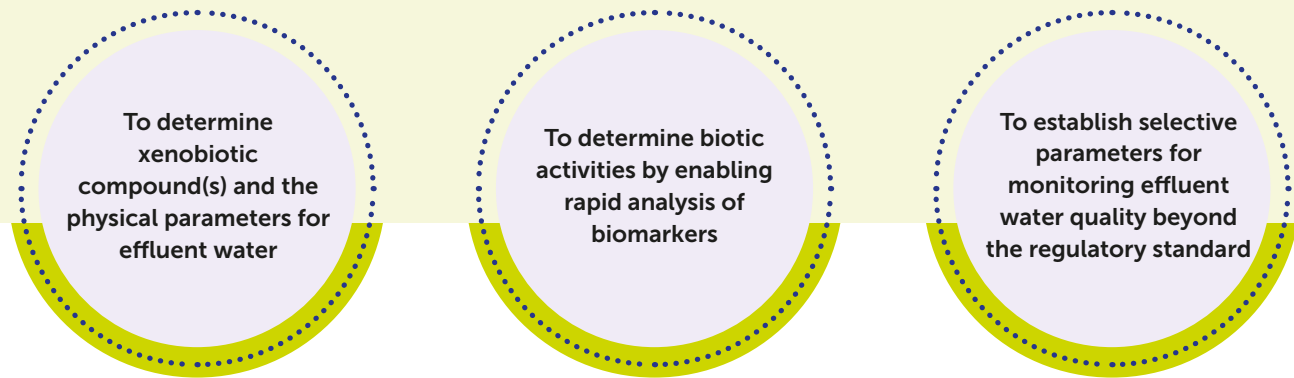 To determine
xenobiotic
compound(s) and the
physical parameters for
effluent water
To determine biotic
activities by enabling
rapid analysis of
biomarkers
To establish selective
parameters for
monitoring effluent
water quality beyond
the regulatory standard